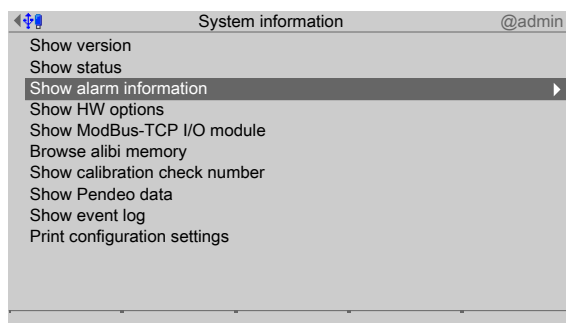 System information @admin
Show version
Show status
Show alarm information
Show HW options
Show ModBus-TCP I/O module
Browse alibi memory
Show calibration check number
Show Pendeo data
Show event log
Print configuration settings